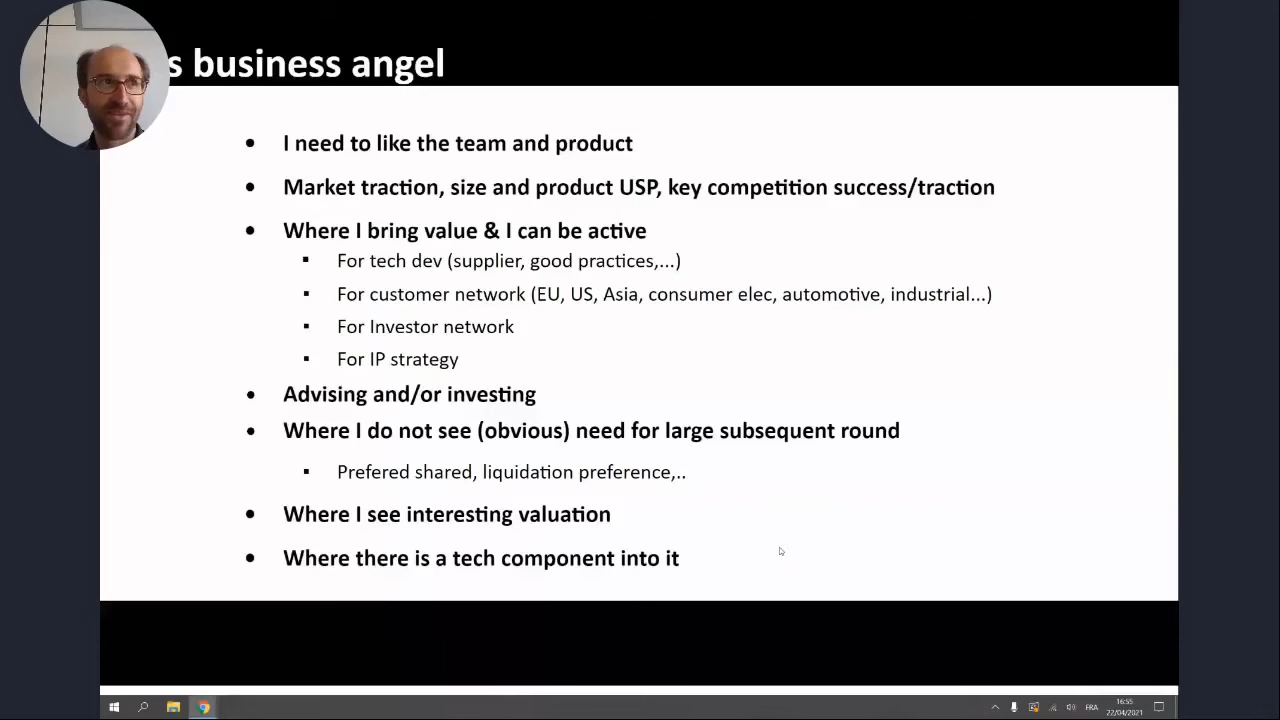 s business angel
I need to like the team and product
Market traction, size and product USP, key competition success/traction
Where I bring value & I can be active
For tech dev (supplier, good practices,...)
For customer network (EU, US, Asia, consumer elec, automotive, industrial...)
For Investor network
For IP strategy
Advising and/or investing
Where I do not see (obvious) need for large subsequent round
Prefered shared, liquidation preference,..
Where I see interesting valuation
Where there is a tech component into it
FRA
16:55
22/04/2021